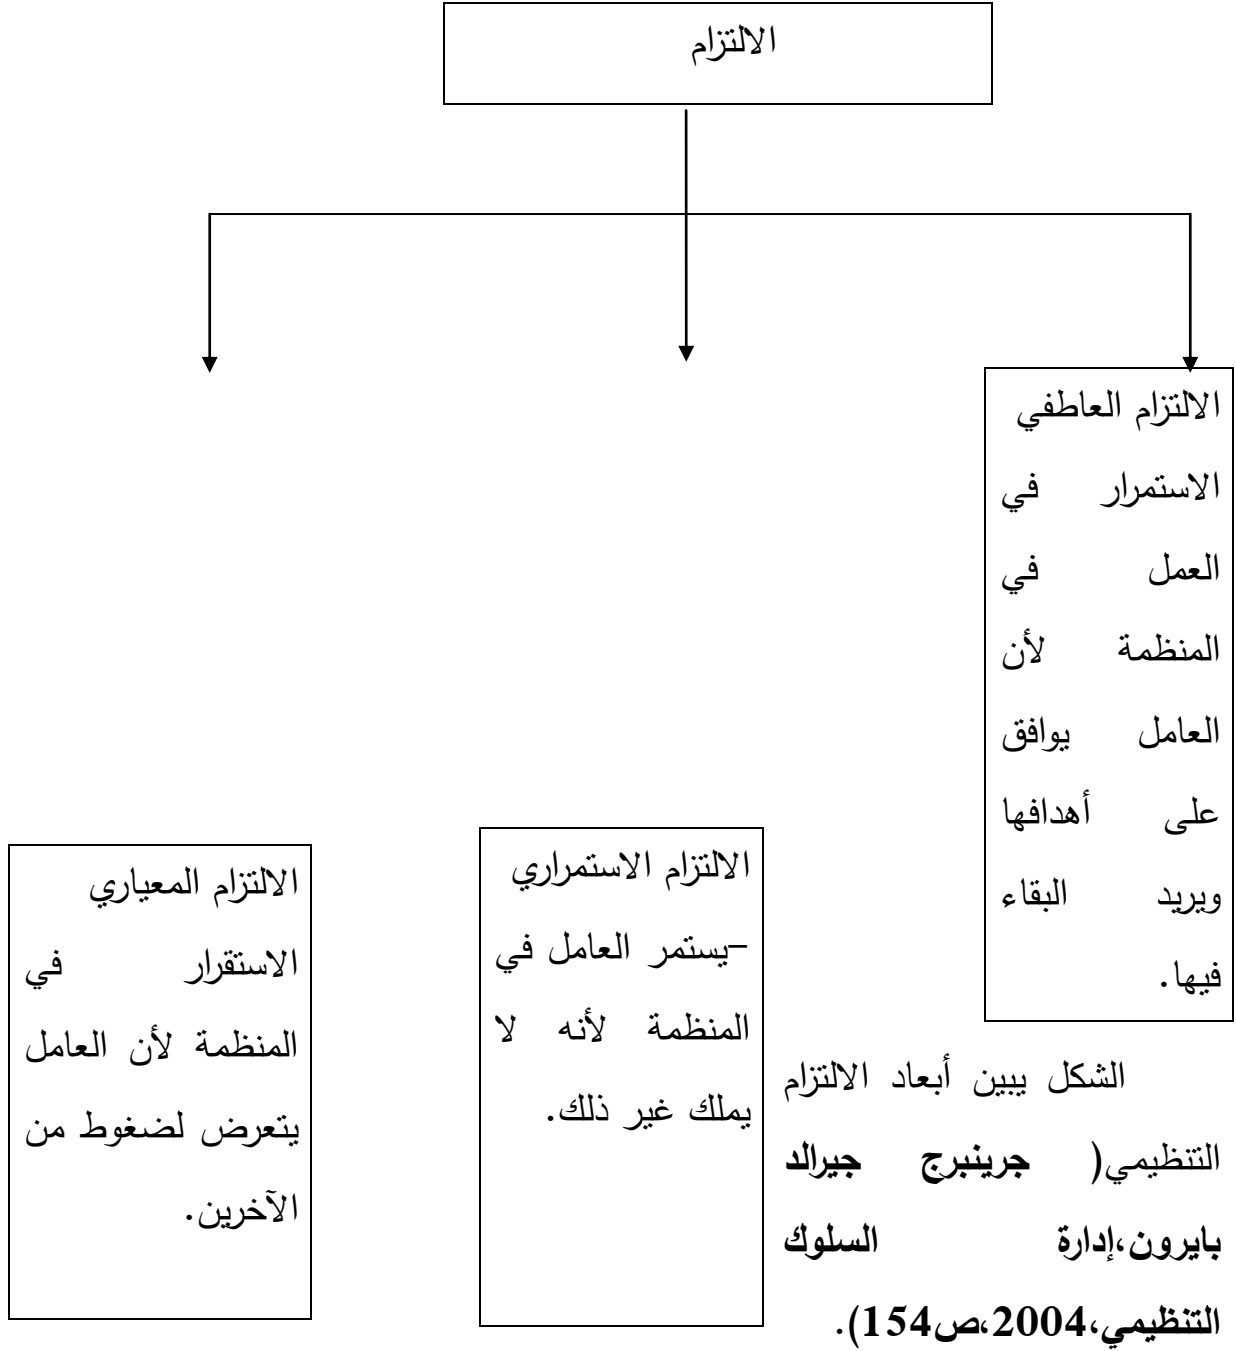 الالتزام
الالتزام العاطفي
الاستمرار في
العمل في
المنظمة لأن
العامل يوافق
على أهدافها
ويريد البقاء
فيها.
الالتزام الاستمراري
-يستمر العامل في
المنظمة لأنه لا
يملك غير ذلك.
الالتزام المعياري
الاستقرار في
المنظمة لأن العامل
يتعرض لضغوط من
الآخرين.
الشكل يبين أبعاد الالتزام
التنظيمي( جرينبرج جيرالد
بايرون،إدارة السلوك
التنظيمي،2004،ص154).